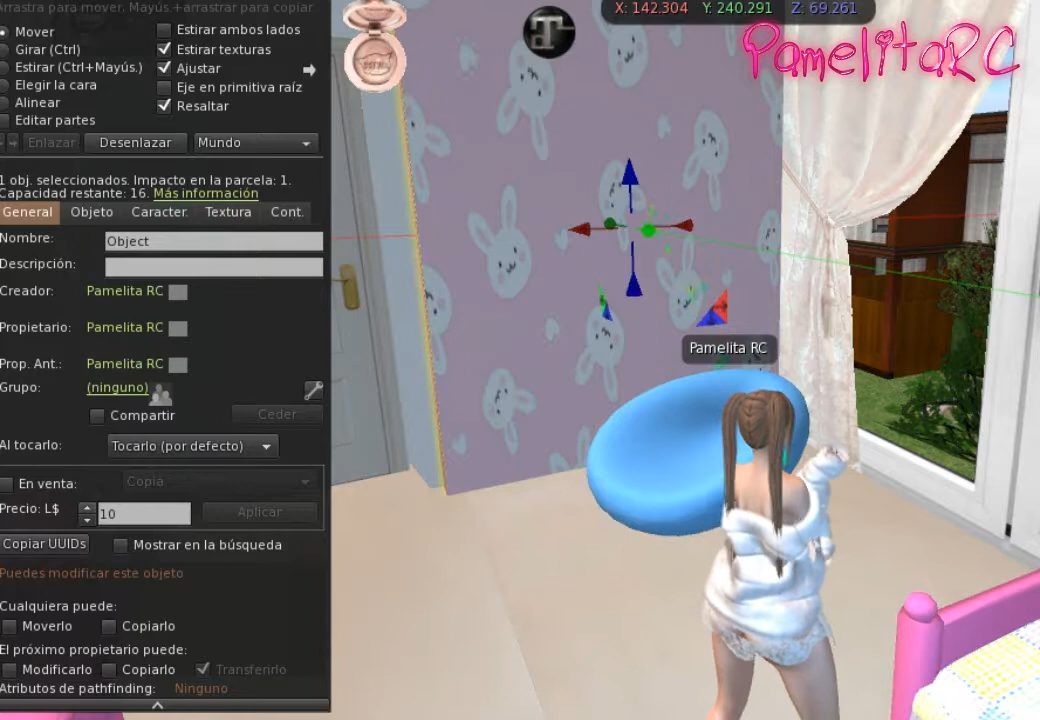 Arrastra para mover. Mayús.+arrastrar para copiar
X: 142.304 Y: 240.291 Z: 69.261
PamelitaRC
Mover
Estirar ambos lados
Girar (Ctrl)
Estirar texturas
Estirar (Ctrl+Mayús.)
Ajustar
Elegir la cara
Eje en primitiva raíz
Alinear
Resaltar
Editar partes
Enlazar Desenlazar Mundo
1 obj. seleccionados. Impacto en la parcela: 1.
Capacidad restante: 16. Más información
General Objeto Caracter. Textura Cont.
Nombre: Object
Descripción:
Creador: Pamelita RC
Propietario: Pamelita RC
Prop. Ant.: Pamelita RC
Grupo: (ninguno)
Compartir Ceder
Al tocarlo: Tocarlo (por defecto)
En venta: Copia
Precio: L$ 10 Aplicar
Copiar UUIDs Mostrar en la búsqueda
Puedes modificar este objeto
Cualquiera puede:
Moverlo Copiarlo
El próximo propietario puede:
Modificarlo Copiarlo Transferirlo
Atributos de pathfinding: Ninguno
Pamelita RC